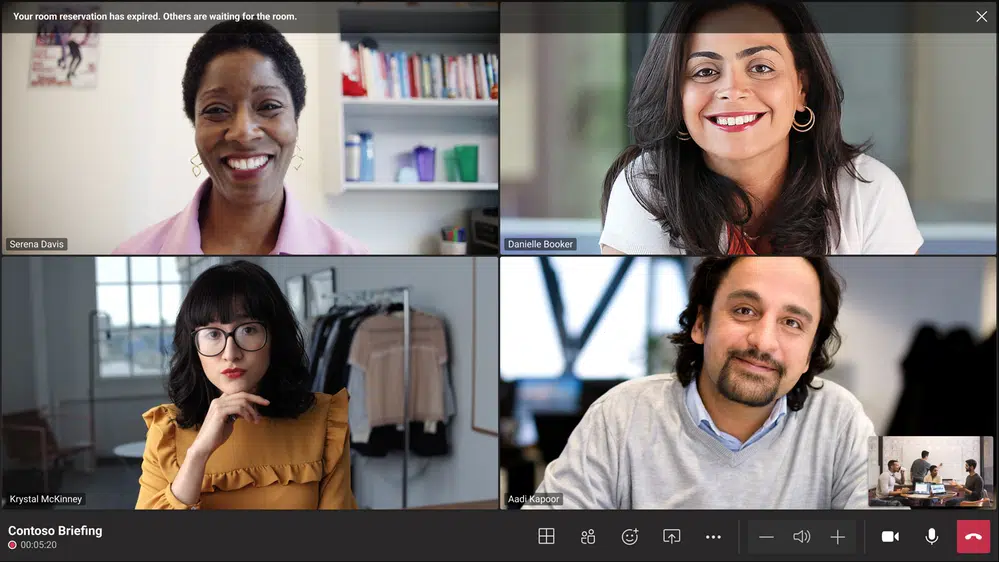 Your room reservation has expired. Others are waiting for the room.
Serena Davis
Danielle Booker
Krystal McKinney
Aadi Kapoor
Contoso Briefing
00:05:20